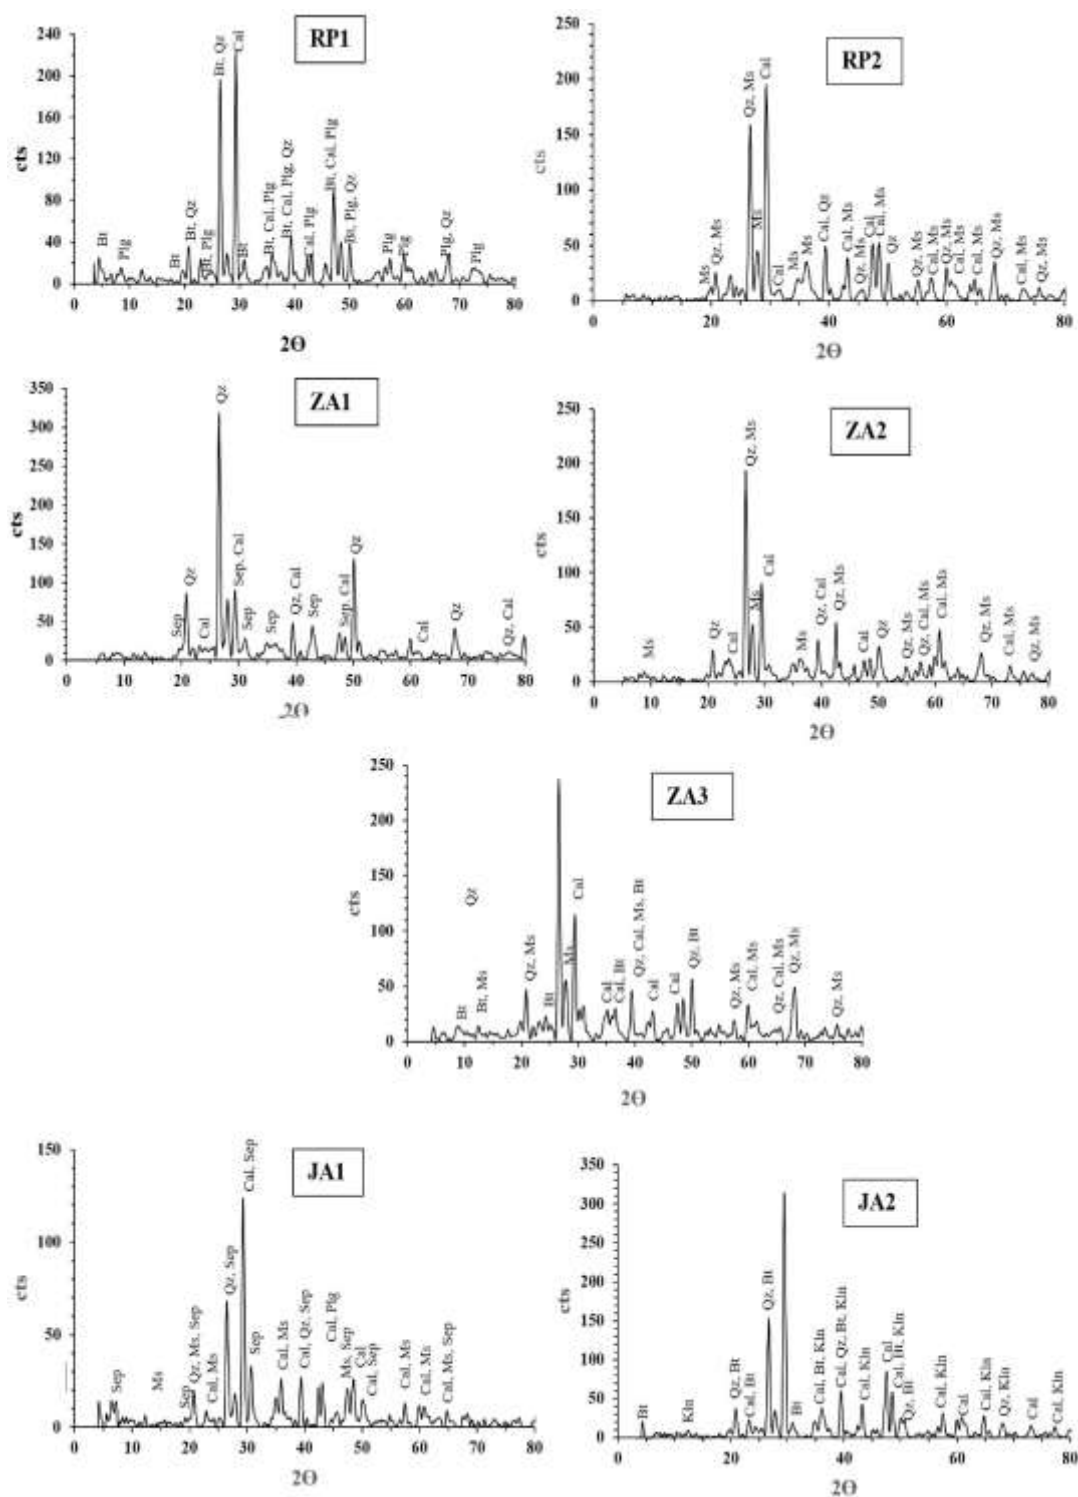 RP1
240
200
160
120
80
40
0
cts
0 10 20 30 40 50 60 70 80
2Θ
Bt
Plg
Bt
Bt, Qz
Bt, Plg
Bt, Qz
Cal
Bt
Bt, Cal, Plg
Bt, Cal, Plg, Qz
Cal, Plg
Bt, Cal, Plg
Bt, Plg, Qz
Plg
Plg
Plg, Qz
Plg
RP2
250
200
150
100
50
0
cts
0 20 40 60 80
2Θ
Ms
Qz, Ms
Qz, Ms
Ms
Cal
Cal
Ms
Ms
Cal, Qz
Cal, Ms
Qz, Ms
Cal
Cal, Ms
Qz
Qz, Ms
Cal, Ms
Qz, Ms
Cal, Ms
Cal, Ms
Qz, Ms
Cal, Ms
Qz, Ms
ZA1
350
300
250
200
150
100
50
0
cts
0 10 20 30 40 50 60 70 80
2Θ
Sep
Qz
Cal
Qz
Sep, Cal
Sep
Sep
Qz, Cal
Sep
Sep, Cal
Qz
Cal
Qz
Qz, Cal
ZA2
250
200
150
100
50
0
cts
0 10 20 30 40 50 60 70 80
2Θ
Ms
Qz
Cal
Qz, Ms
Ms
Cal
Ms
Qz, Cal
Qz, Ms
Cal
Qz
Qz, Ms
Qz, Cal, Ms
Cal, Ms
Qz, Ms
Cal, Ms
Qz, Ms
ZA3
250
200
150
100
50
0
cts
0 10 20 30 40 50 60 70 80
2Θ
Bt
Qz
Bt, Ms
Qz, Ms
Bt
Ms
Cal
Cal
Cal, Bt
Qz, Cal, Ms, Bt
Cal
Cal
Qz, Bt
Qz, Ms
Cal, Ms
Qz, Cal, Ms
Qz, Ms
Qz, Ms
JA1
150
100
50
0
cts
0 10 20 30 40 50 60 70 80
2Θ
Sep
Ms
Sep
Qz, Ms, Sep
Cal, Ms
Qz, Sep
Cal, Sep
Sep
Cal, Ms
Cal, Qz, Sep
Cal, Plg
Ms, Sep
Cal
Cal, Sep
Cal, Ms
Cal, Ms
Cal, Ms, Sep
JA2
350
300
250
200
150
100
50
0
cts
0 20 40 60 80
2Θ
Bt
Kln
Qz, Bt
Cal, Bt
Qz, Bt
Bt
Cal, Bt, Kln
Cal, Qz, Bt, Kln
Cal, Kln
Cal
Cal, Bt, Kln
Qz, Bt
Cal, Kln
Cal
Cal, Kln
Qz, Kln
Cal
Cal, Kln